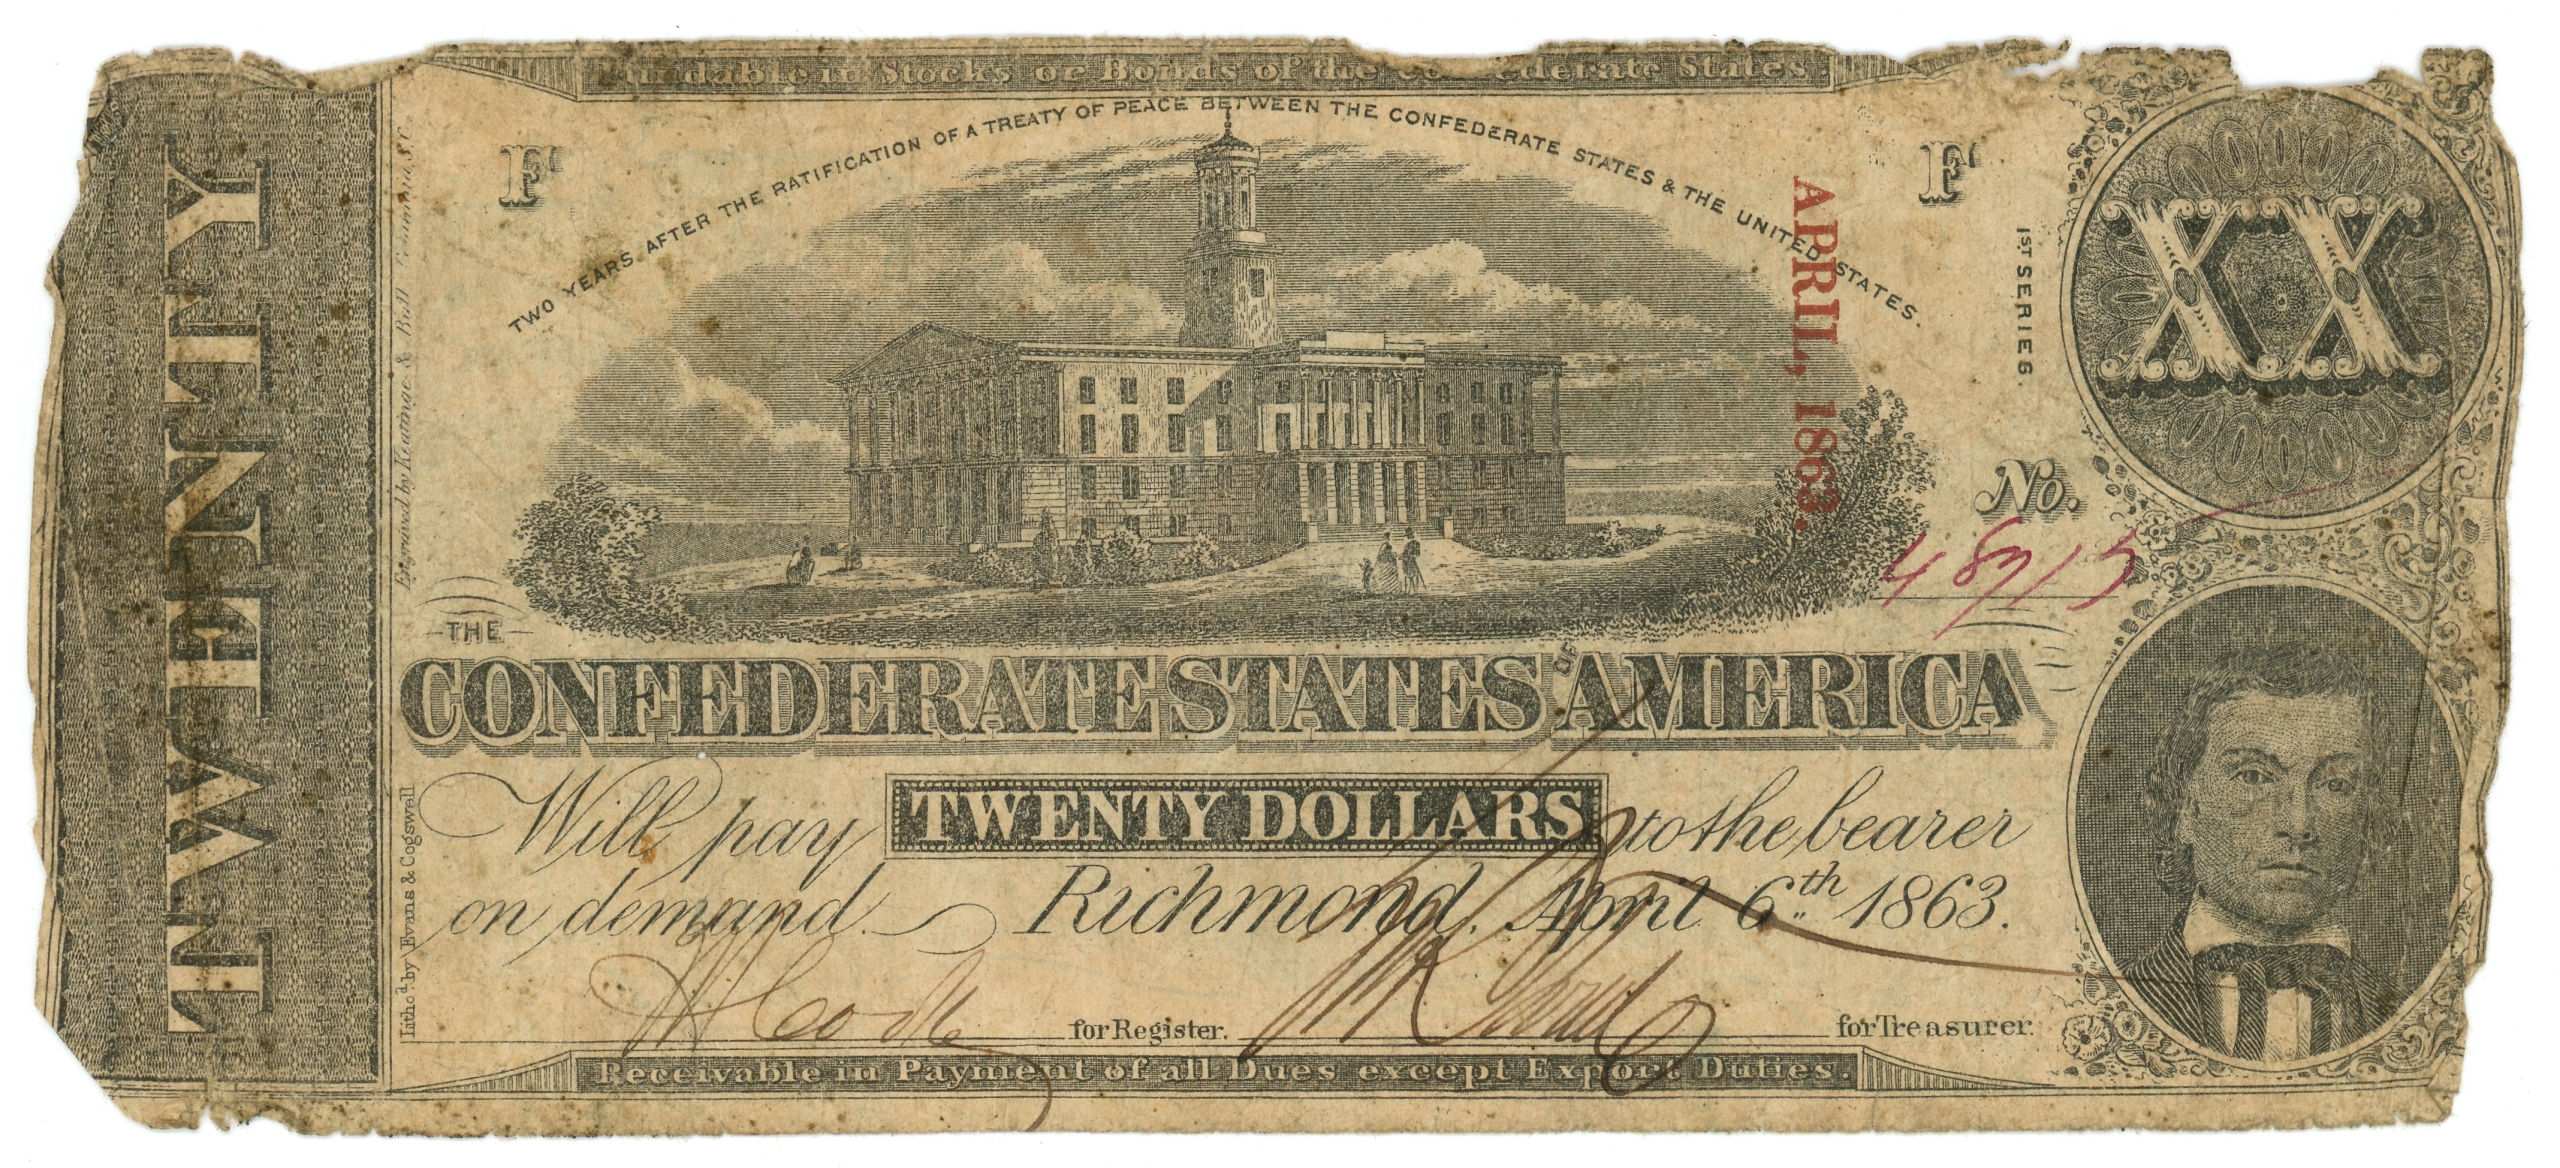 Fundable in Stocks or Bonds of the Confederate States.
TWO YEARS AFTER THE RATIFICATION OF A TREATY OF PEACE BETWEEN THE CONFEDERATE STATES & THE UNITED STATES.
F
F
APRIL, 1863.
1ST SERIES.
XX
TWENTY
Engraved by Keatinge & Ball Columbia, S.C.
No.
48715
THE
CONFEDERATE STATES OF AMERICA
Will pay TWENTY DOLLARS to the bearer
on demand. Richmond, April 6th 1863.
Lithod. by Evans & Cogswell
for Register.
for Treasurer.
Receivable in Payment of all Dues except Export Duties.